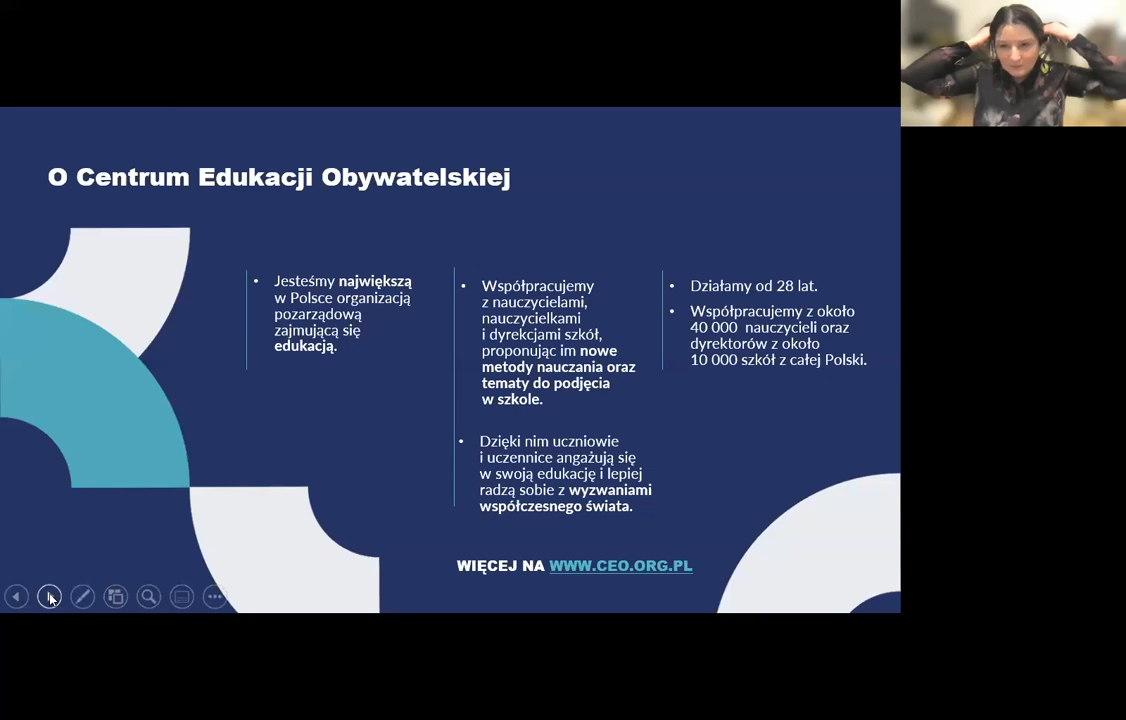 O Centrum Edukacji Obywatelskiej
• Jesteśmy największą
w Polsce organizacją
pozarządową
zajmującą się
edukacją.
• Współpracujemy
z nauczycielami,
nauczycielkami
i dyrekcjami szkół,
proponując im nowe
metody nauczania oraz
tematy do podjęcia
w szkole.
• Dzięki nim uczniowie
i uczennice angażują się
w swoją edukację i lepiej
radzą sobie z wyzwaniami
współczesnego świata.
• Działamy od 28 lat.
• Współpracujemy z około
40 000 nauczycieli oraz
dyrektorów z około
10 000 szkół z całej Polski.
WIĘCEJ NA WWW.CEO.ORG.PL